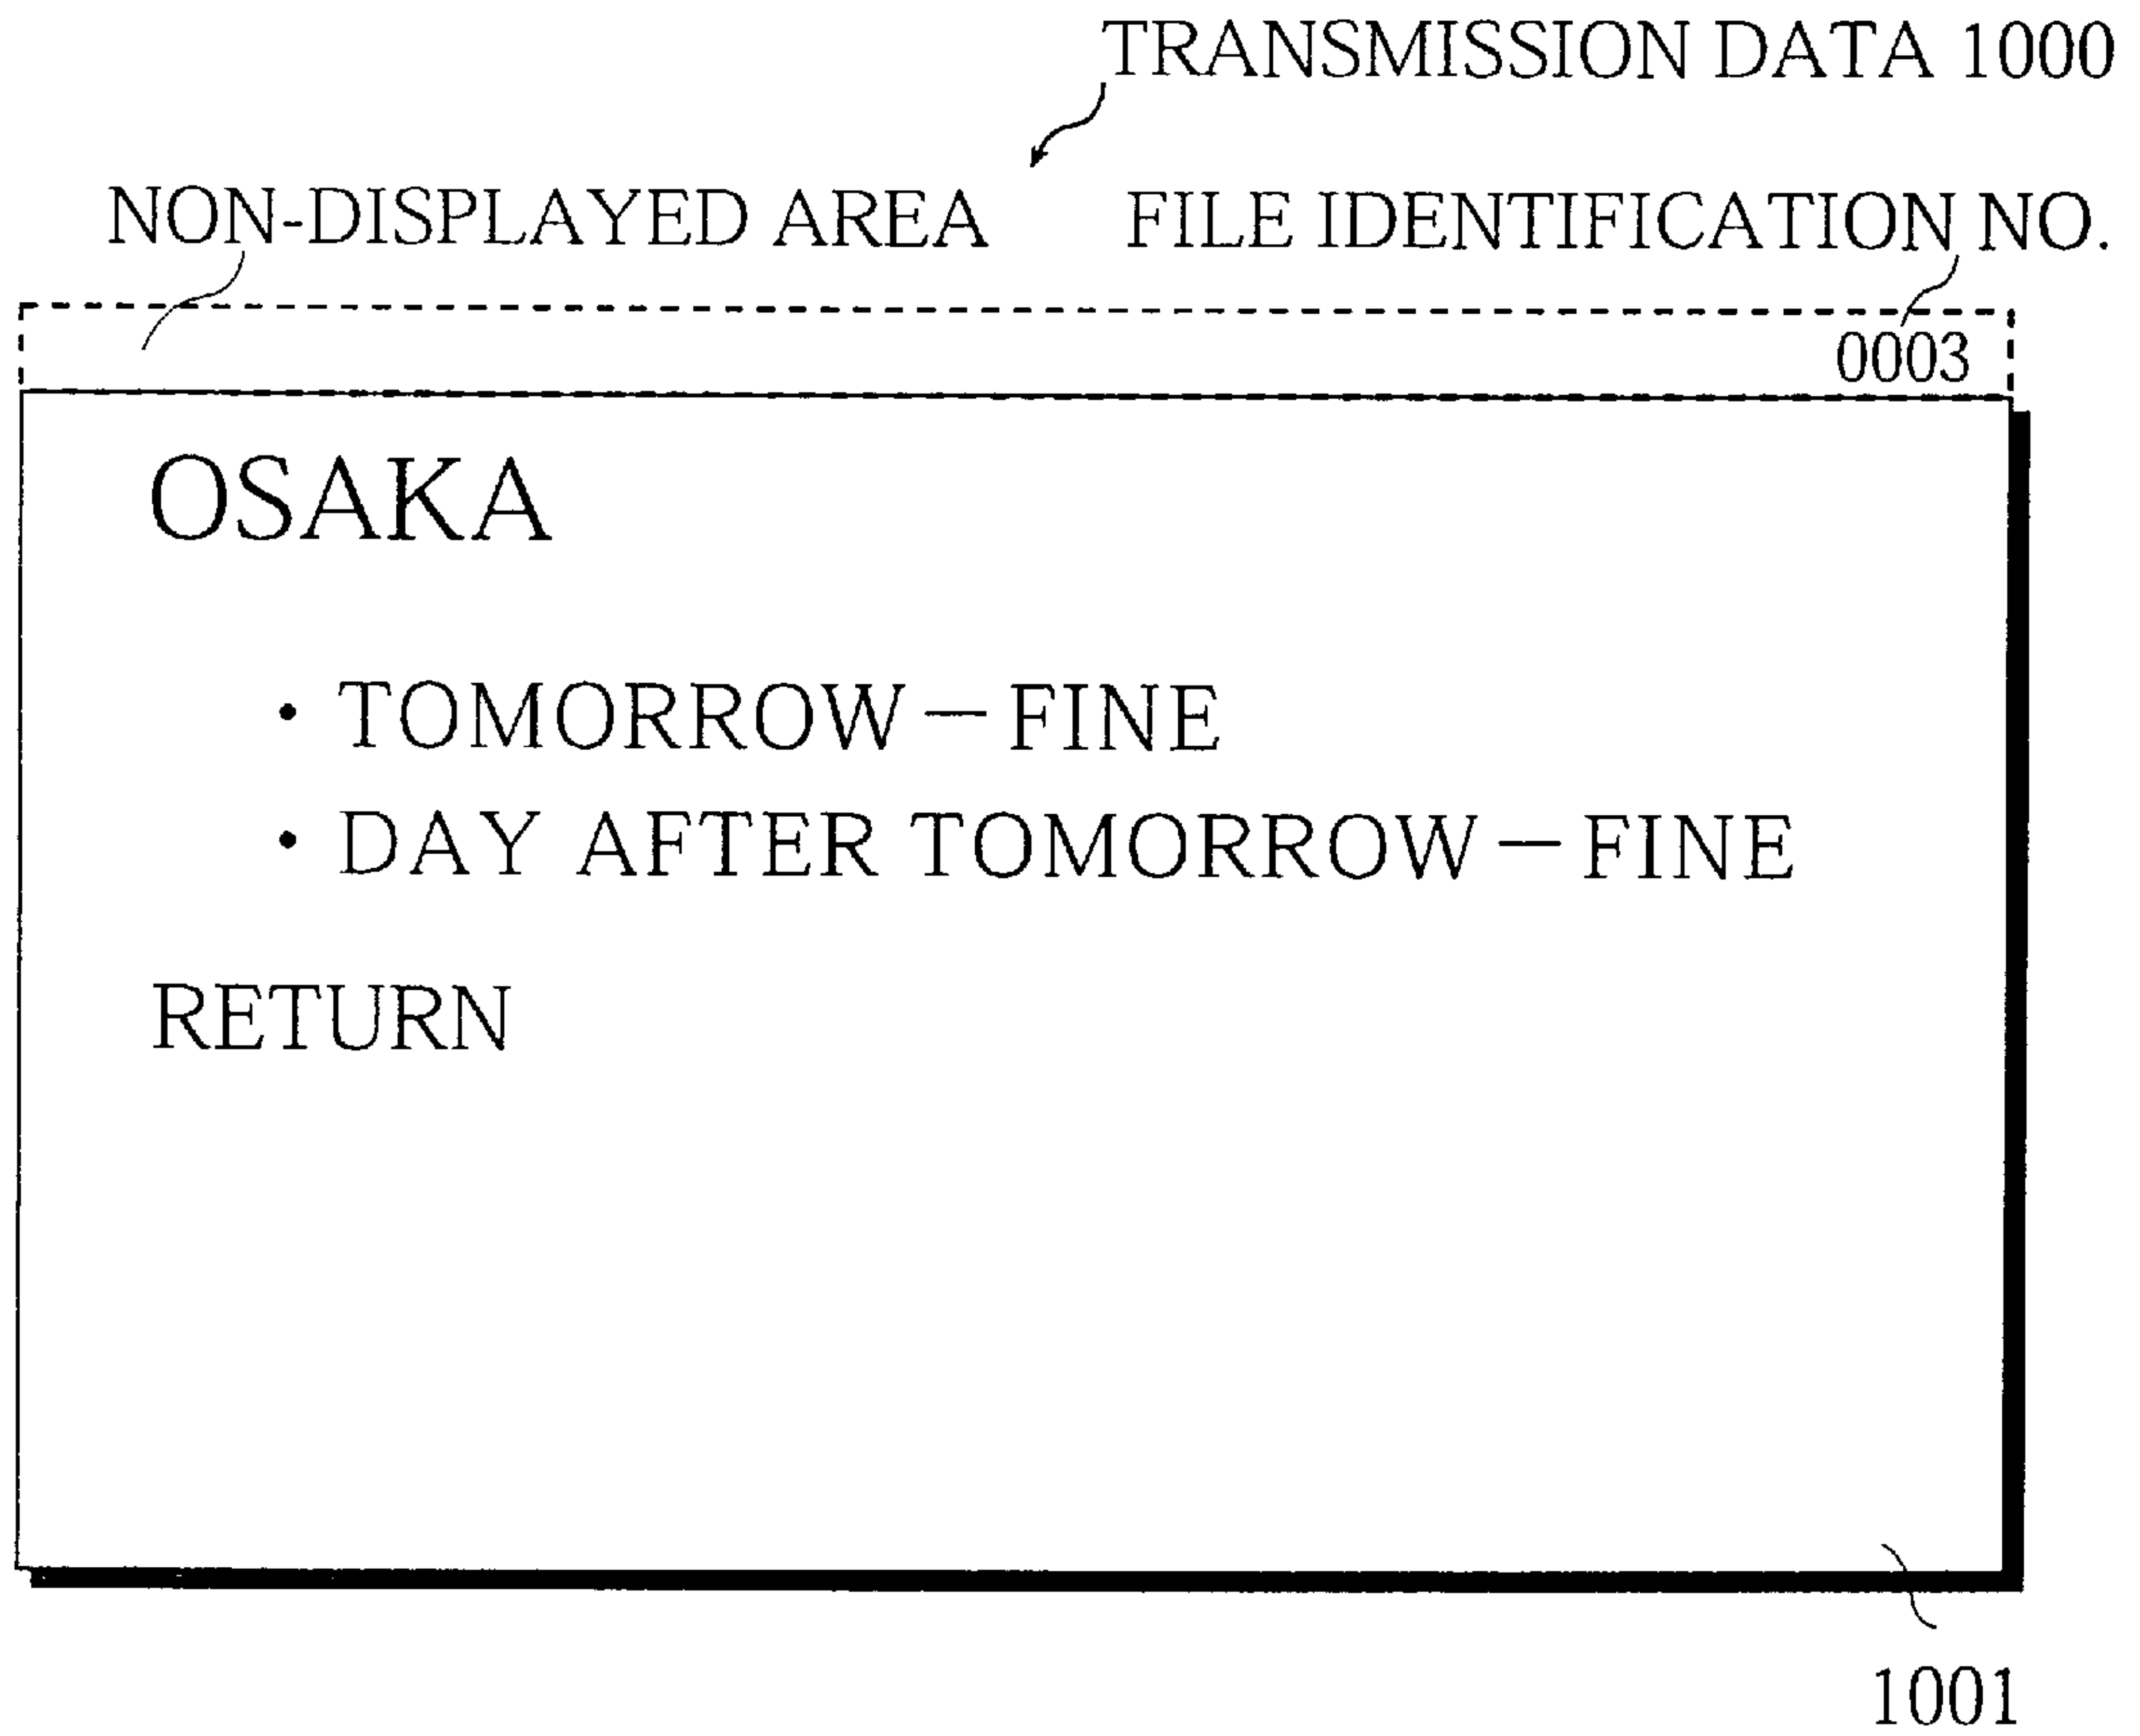 TRANSMISSION DATA 1000
NON-DISPLAYED AREA FILE IDENTIFICATION NO.
0003
OSAKA
• TOMORROW—FINE
• DAY AFTER TOMORROW—FINE
RETURN
1001